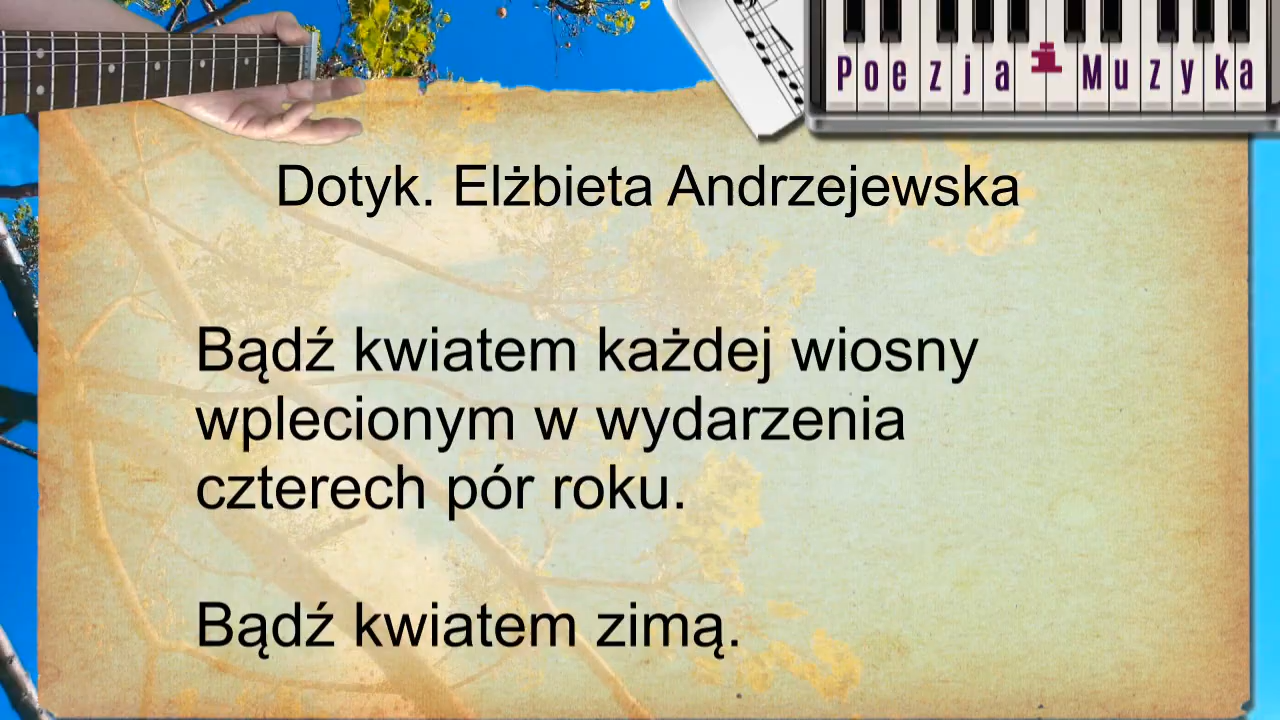 Poezja i Muzyka
Dotyk. Elżbieta Andrzejewska
Bądź kwiatem każdej wiosny
wplecionym w wydarzenia
czterech pór roku.
Bądź kwiatem zimą.